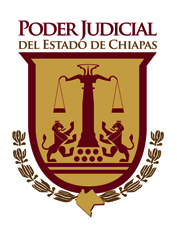 PODER JUDICIAL
DEL ESTADO DE CHIAPAS